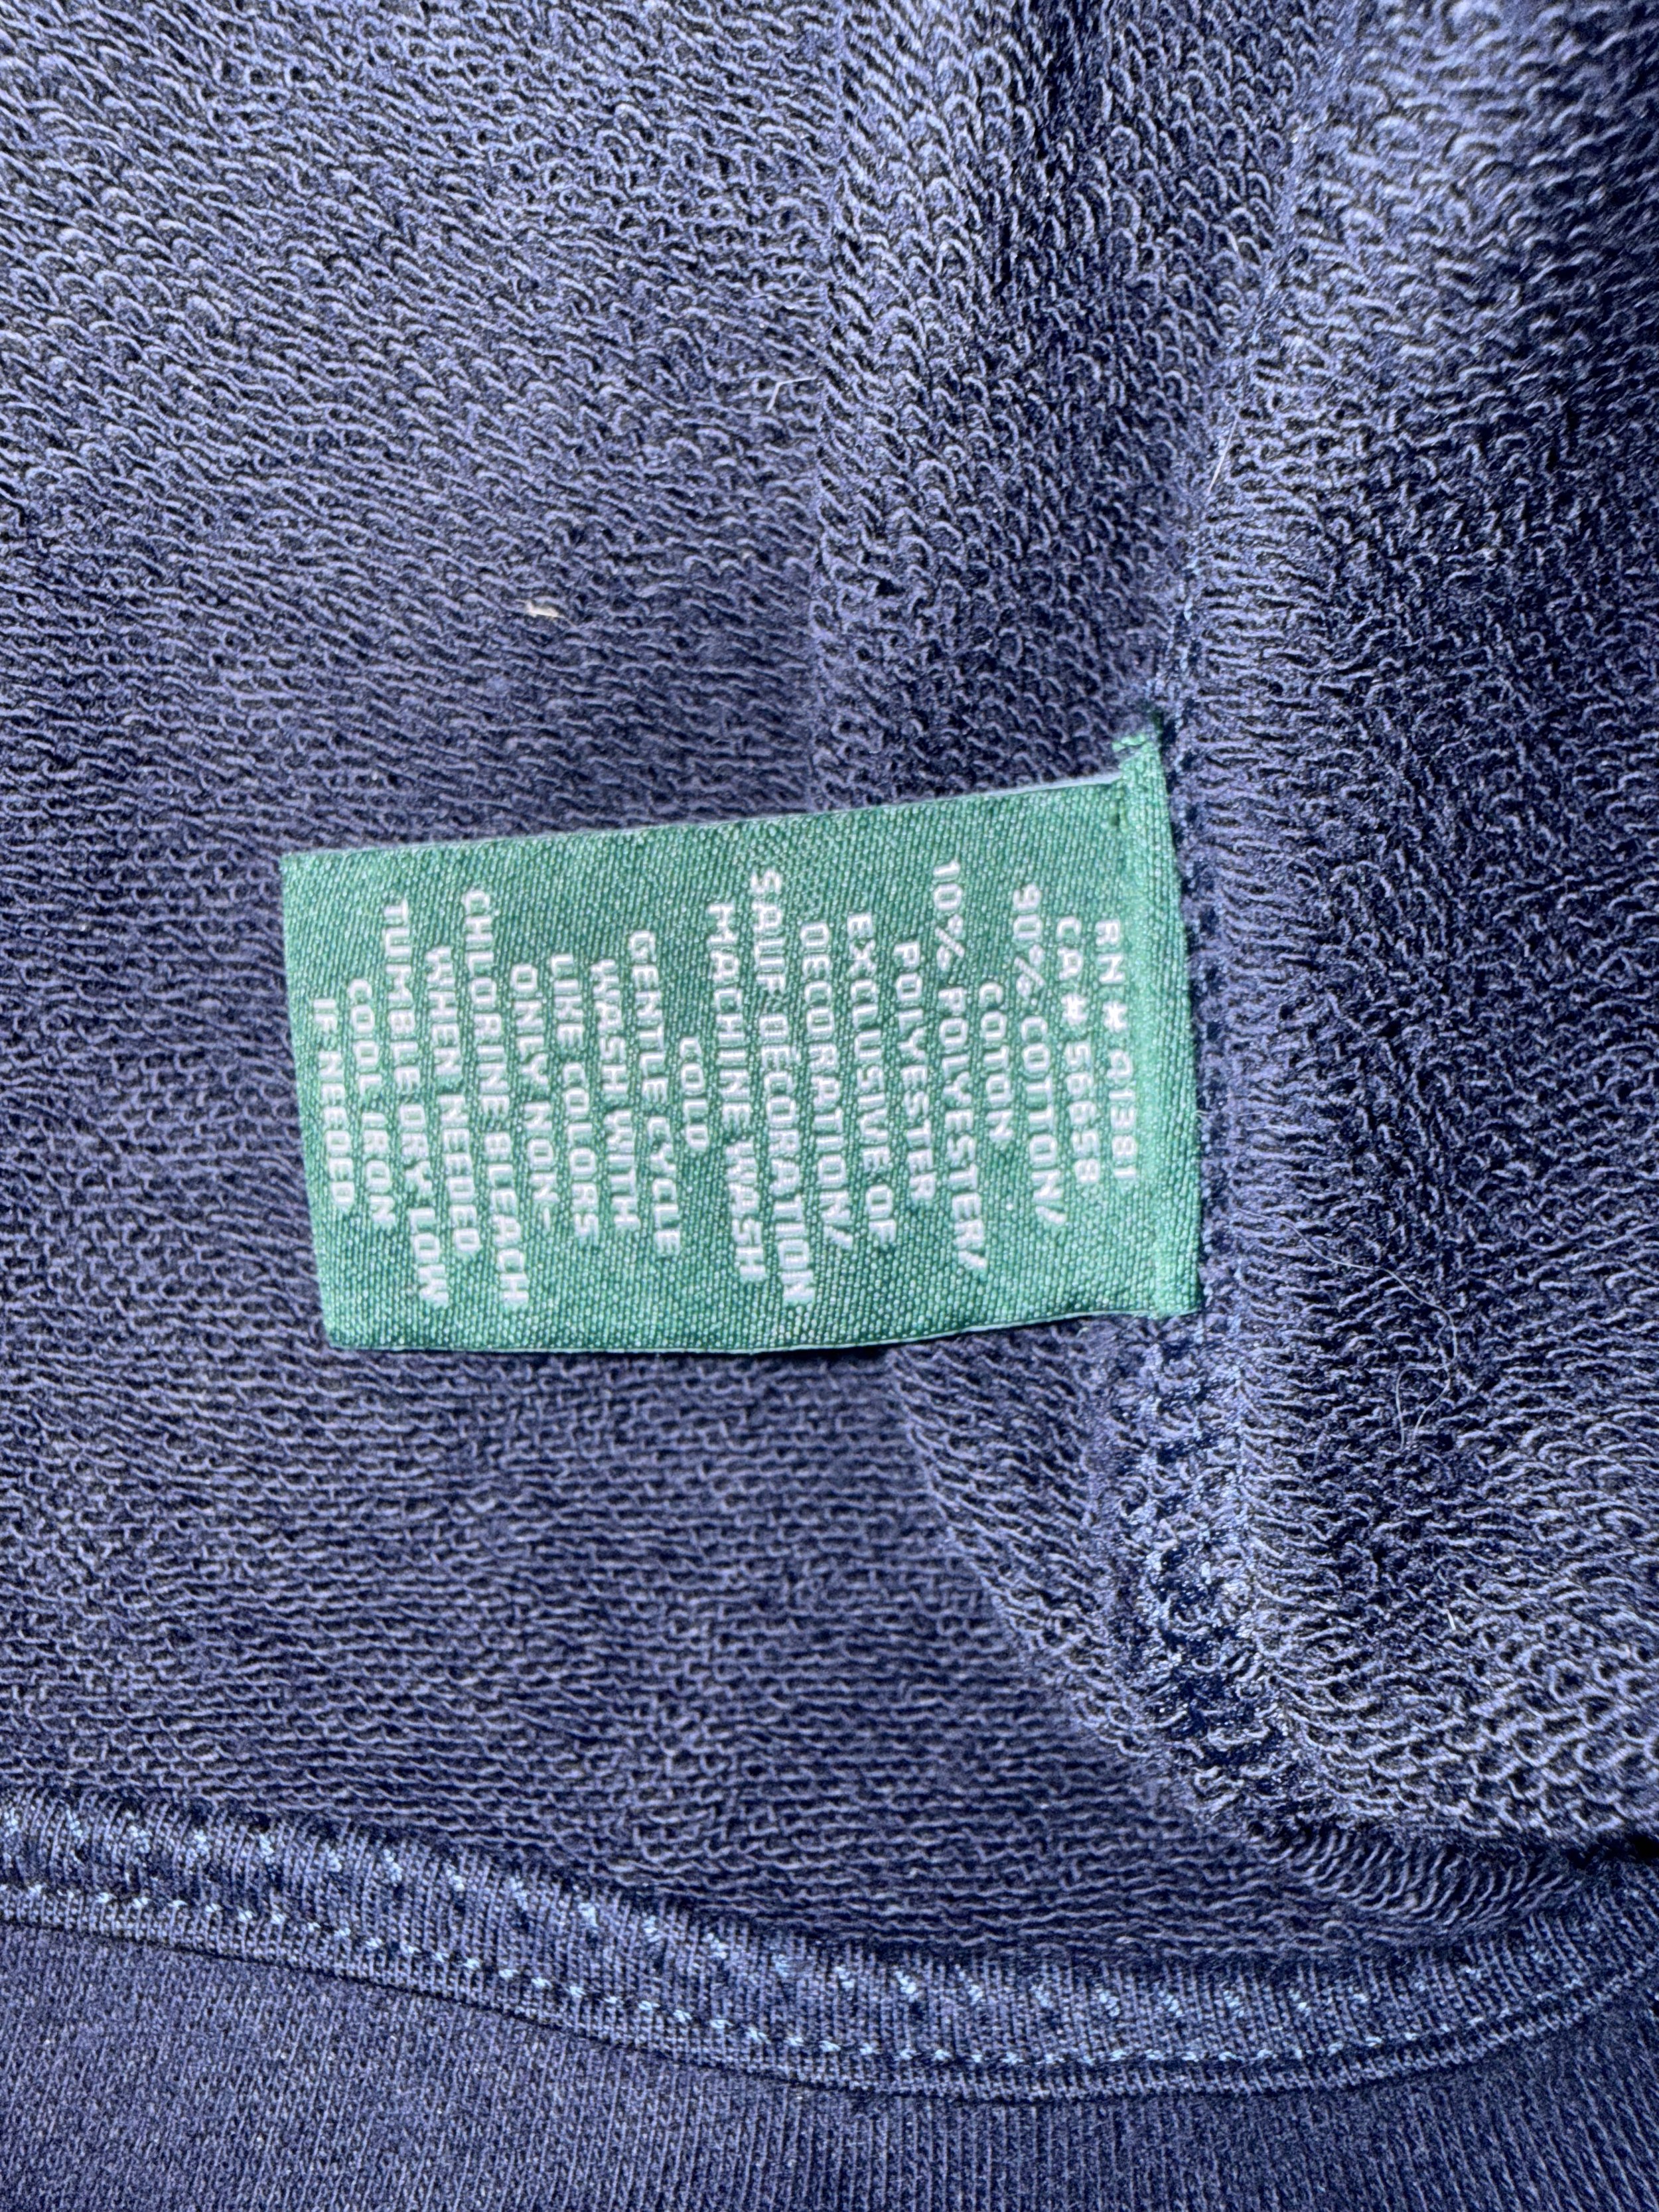 RN * 91381
CA * 56658
90% COTTON/
COTON
10% POLYESTER/
POLYESTER
EXCLUSIVE OF
DECORATION/
SAUF DÉCORATION
MACHINE WASH
COLD
GENTLE CYCLE
WASH WITH
LIKE COLORS
ONLY NON-
CHLORINE BLEACH
WHEN NEEDED
TUMBLE DRY LOW
COOL IRON
IF NEEDED